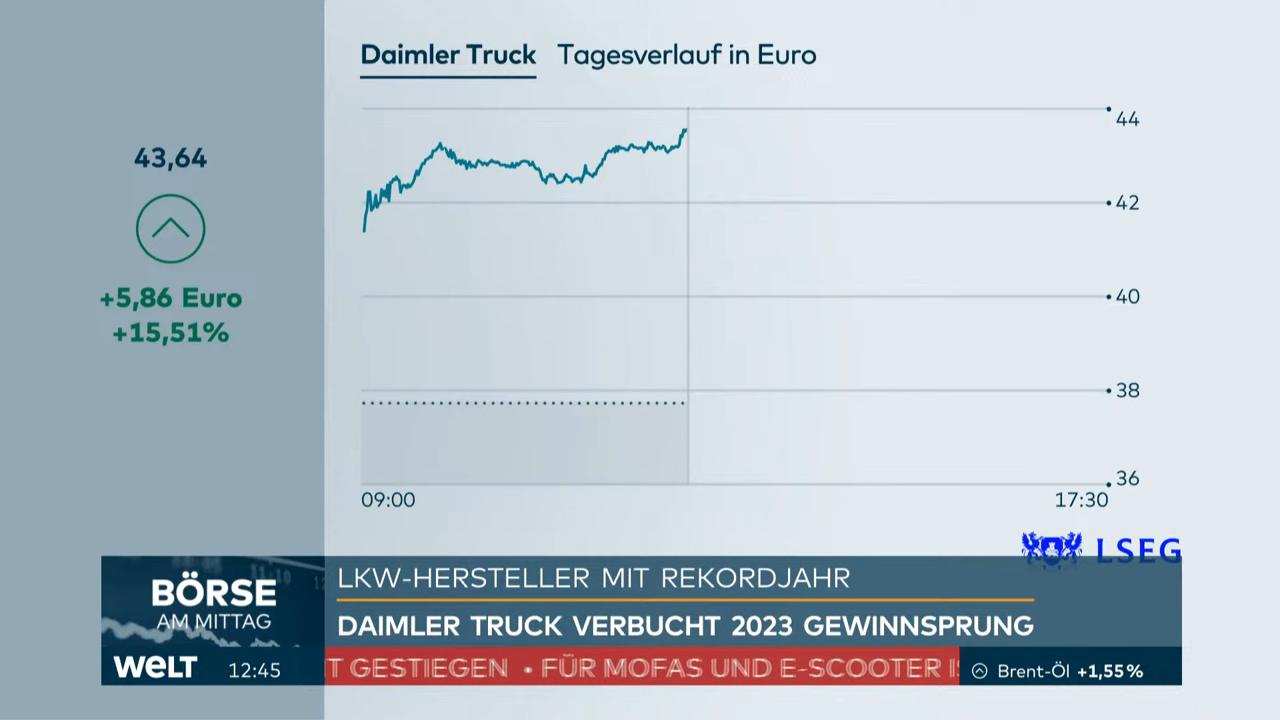 Daimler Truck Tagesverlauf in Euro
43,64
+5,86 Euro
+15,51%
44
42
40
38
36
09:00 17:30
LSEG
BÖRSE
AM MITTAG
LKW-HERSTELLER MIT REKORDJAHR
DAIMLER TRUCK VERBUCHT 2023 GEWINNSPRUNG
welt 12:45
T GESTIEGEN • FÜR MOFAS UND E-SCOOTER
Brent-Öl +1,55%